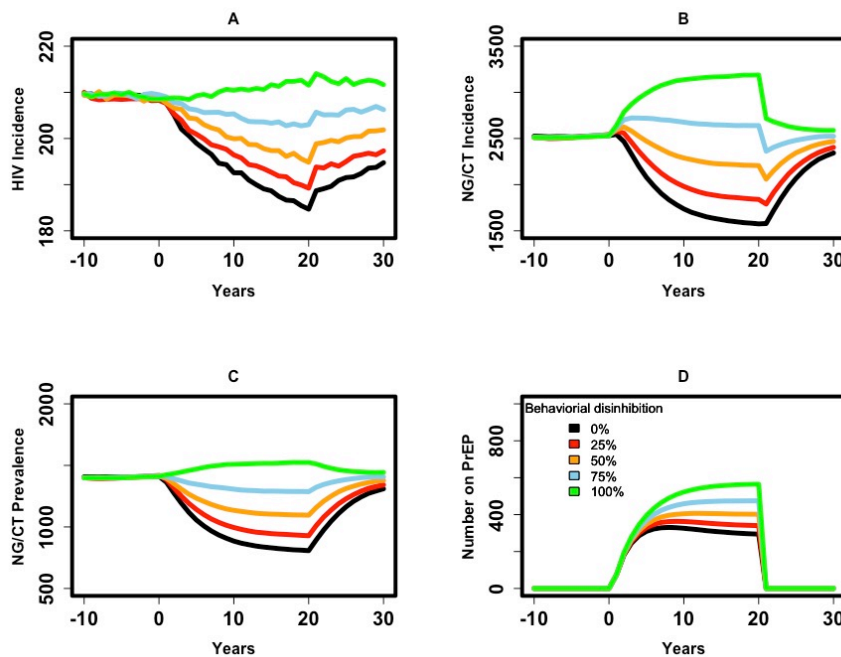 A
HIV Incidence
220
200
180
-10 0 10 20 30
Years
B
NG/CT Incidence
3500
2500
1500
-10 0 10 20 30
Years
C
NG/CT Prevalence
2000
1000
500
-10 0 10 20 30
Years
D
Number on PrEP
800
400
0
Behaviorial disinhibition
0%
25%
50%
75%
100%
-10 0 10 20 30
Years